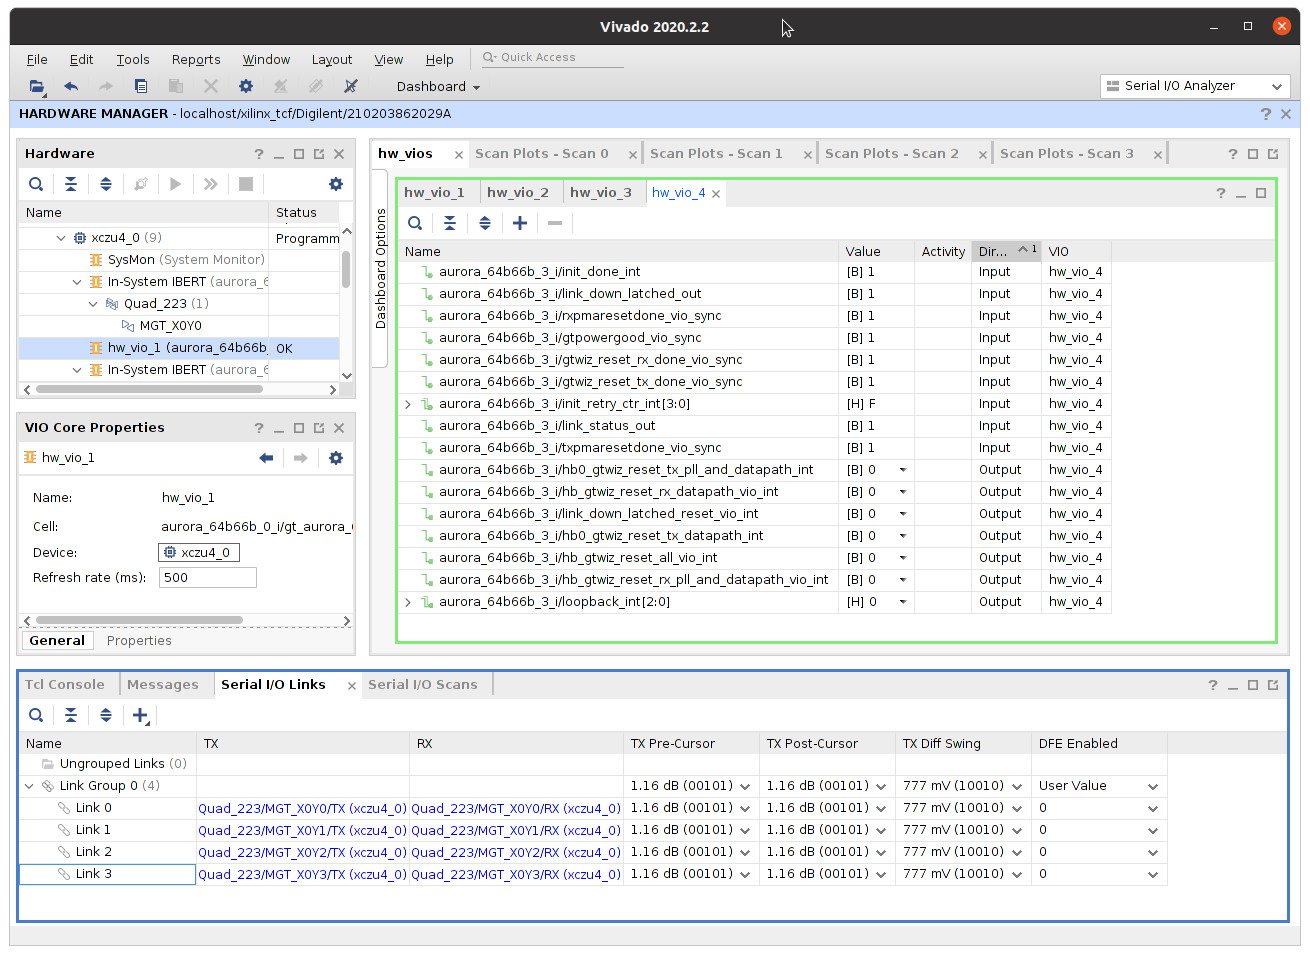 Vivado 2020.2.2
File Edit Tools Reports Window Layout View Help Quick Access
Dashboard Serial I/O Analyzer
HARDWARE MANAGER - localhost/xilinx_tcf/Digilent/210203862029A
Hardware
Name Status
xczu4_0 (9) Programm
SysMon (System Monitor)
In-System IBERT (aurora_6
Quad_223 (1)
MGT_X0Y0
hw_vio_1 (aurora_64b66b_ OK
In-System IBERT (aurora_6
VIO Core Properties
hw_vio_1
Name: hw_vio_1
Cell: aurora_64b66b_0_i/gt_aurora_
Device: xczu4_0
Refresh rate (ms): 500
General Properties
hw_vios Scan Plots - Scan 0 Scan Plots - Scan 1 Scan Plots - Scan 2 Scan Plots - Scan 3
Dashboard Options
hw_vio_1 hw_vio_2 hw_vio_3 hw_vio_4
Name Value Activity Dir... 1 VIO
aurora_64b66b_3_i/init_done_int [B] 1 Input hw_vio_4
aurora_64b66b_3_i/link_down_latched_out [B] 1 Input hw_vio_4
aurora_64b66b_3_i/rxpmaresetdone_vio_sync [B] 1 Input hw_vio_4
aurora_64b66b_3_i/gtpowergood_vio_sync [B] 1 Input hw_vio_4
aurora_64b66b_3_i/gtwiz_reset_rx_done_vio_sync [B] 1 Input hw_vio_4
aurora_64b66b_3_i/gtwiz_reset_tx_done_vio_sync [B] 1 Input hw_vio_4
aurora_64b66b_3_i/init_retry_ctr_int[3:0] [H] F Input hw_vio_4
aurora_64b66b_3_i/link_status_out [B] 1 Input hw_vio_4
aurora_64b66b_3_i/txpmaresetdone_vio_sync [B] 1 Input hw_vio_4
aurora_64b66b_3_i/hb0_gtwiz_reset_tx_pll_and_datapath_int [B] 0 Output hw_vio_4
aurora_64b66b_3_i/hb_gtwiz_reset_rx_datapath_vio_int [B] 0 Output hw_vio_4
aurora_64b66b_3_i/link_down_latched_reset_vio_int [B] 0 Output hw_vio_4
aurora_64b66b_3_i/hb0_gtwiz_reset_tx_datapath_int [B] 0 Output hw_vio_4
aurora_64b66b_3_i/hb_gtwiz_reset_all_vio_int [B] 0 Output hw_vio_4
aurora_64b66b_3_i/hb_gtwiz_reset_rx_pll_and_datapath_vio_int [B] 0 Output hw_vio_4
aurora_64b66b_3_i/loopback_int[2:0] [H] 0 Output hw_vio_4
Tcl Console Messages Serial I/O Links Serial I/O Scans
Name TX RX TX Pre-Cursor TX Post-Cursor TX Diff Swing DFE Enabled
Ungrouped Links (0)
Link Group 0 (4) 1.16 dB (00101) 1.16 dB (00101) 777 mV (10010) User Value
Link 0 Quad_223/MGT_X0Y0/TX (xczu4_0) Quad_223/MGT_X0Y0/RX (xczu4_0) 1.16 dB (00101) 1.16 dB (00101) 777 mV (10010) 0
Link 1 Quad_223/MGT_X0Y1/TX (xczu4_0) Quad_223/MGT_X0Y1/RX (xczu4_0) 1.16 dB (00101) 1.16 dB (00101) 777 mV (10010) 0
Link 2 Quad_223/MGT_X0Y2/TX (xczu4_0) Quad_223/MGT_X0Y2/RX (xczu4_0) 1.16 dB (00101) 1.16 dB (00101) 777 mV (10010) 0
Link 3 Quad_223/MGT_X0Y3/TX (xczu4_0) Quad_223/MGT_X0Y3/RX (xczu4_0) 1.16 dB (00101) 1.16 dB (00101) 777 mV (10010) 0